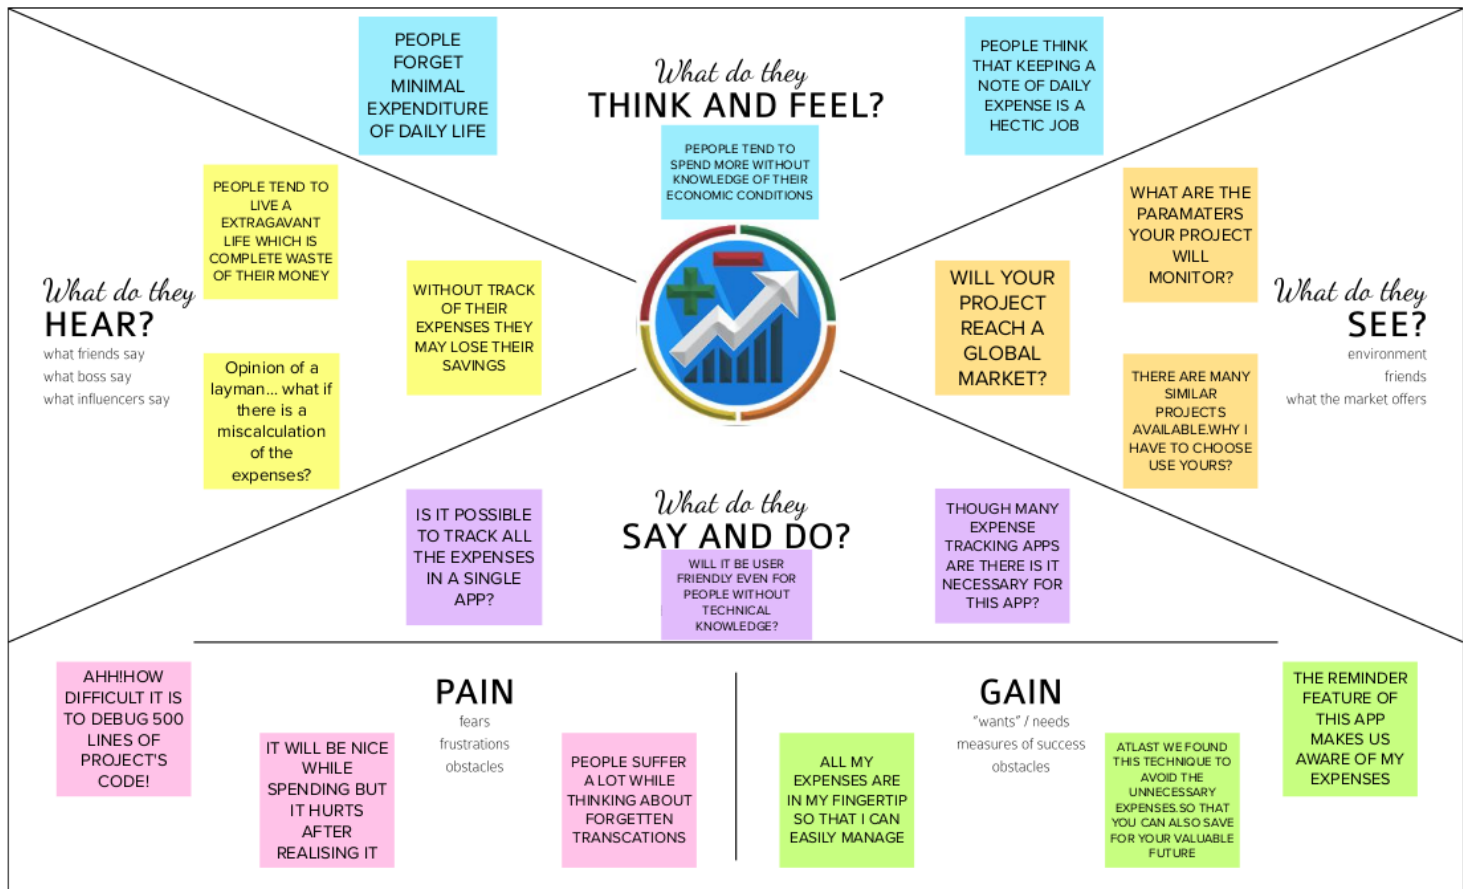 PEOPLE
FORGET
MINIMAL
EXPENDITURE
OF DAILY LIFE
What do they
THINK AND FEEL?
PEPOPLE TEND TO
SPEND MORE WITHOUT
KNOWLEDGE OF THEIR
ECONOMIC CONDITIONS
PEOPLE THINK
THAT KEEPING A
NOTE OF DAILY
EXPENSE IS A
HECTIC JOB
What do they
HEAR?
what friends say
what boss say
what influencers say
PEOPLE TEND TO
LIVE A
EXTRAGAVANT
LIFE WHICH IS
COMPLETE WASTE
OF THEIR MONEY
WITHOUT TRACK
OF THEIR
EXPENSES THEY
MAY LOSE THEIR
SAVINGS
Opinion of a
layman... what if
there is a
miscalculation
of the
expenses?
WILL YOUR
PROJECT
REACH A
GLOBAL
MARKET?
WHAT ARE THE
PARAMATERS
YOUR PROJECT
WILL
MONITOR?
THERE ARE MANY
SIMILAR
PROJECTS
AVAILABLE.WHY I
HAVE TO CHOOSE
USE YOURS?
What do they
SEE?
environment
friends
what the market offers
What do they
SAY AND DO?
IS IT POSSIBLE
TO TRACK ALL
THE EXPENSES
IN A SINGLE
APP?
WILL IT BE USER
FRIENDLY EVEN FOR
PEOPLE WITHOUT
TECHNICAL
KNOWLEDGE?
THOUGH MANY
EXPENSE
TRACKING APPS
ARE THERE IS IT
NECESSARY FOR
THIS APP?
PAIN
fears
frustrations
obstacles
AHH!HOW
DIFFICULT IT IS
TO DEBUG 500
LINES OF
PROJECT'S
CODE!
IT WILL BE NICE
WHILE
SPENDING BUT
IT HURTS
AFTER
REALISING IT
PEOPLE SUFFER
A LOT WHILE
THINKING ABOUT
FORGETTEN
TRANSCATIONS
GAIN
"wants" / needs
measures of success
obstacles
ALL MY
EXPENSES ARE
IN MY FINGERTIP
SO THAT I CAN
EASILY MANAGE
ATLAST WE FOUND
THIS TECHNIQUE TO
AVOID THE
UNNECESSARY
EXPENSES.SO THAT
YOU CAN ALSO SAVE
FOR YOUR VALUABLE
FUTURE
THE REMINDER
FEATURE OF
THIS APP
MAKES US
AWARE OF MY
EXPENSES